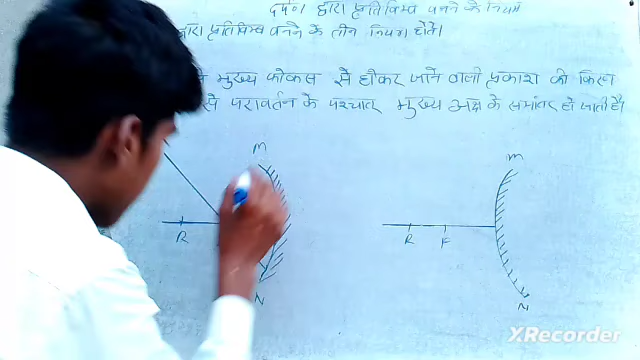 दर्पण द्वारा प्रतिबिम्ब बनने के नियम
द्वारा प्रतिबिम्ब बनने के तीन नियम होते।
मुख्य फोकस से होकर जाने वाली प्रकाश की किरण
से परावर्तन के पश्चात् मुख्य अक्ष के समांतर हो जाती है।
M
M
R
R
F
N
N
XRecorder